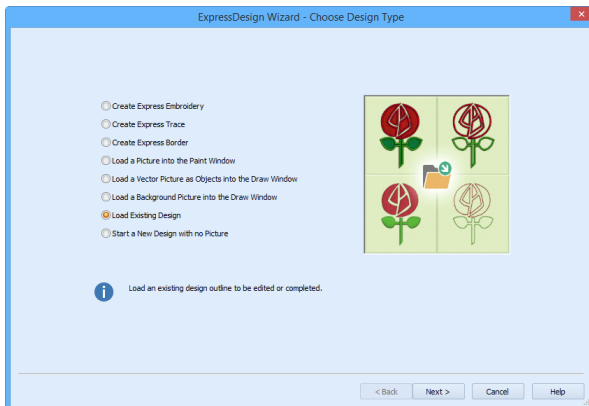 ExpressDesign Wizard - Choose Design Type
Create Express Embroidery
Create Express Trace
Create Express Border
Load a Picture into the Paint Window
Load a Vector Picture as Objects into the Draw Window
Load a Background Picture into the Draw Window
Load Existing Design
Start a New Design with no Picture
Load an existing design outline to be edited or completed.
< Back Next > Cancel Help